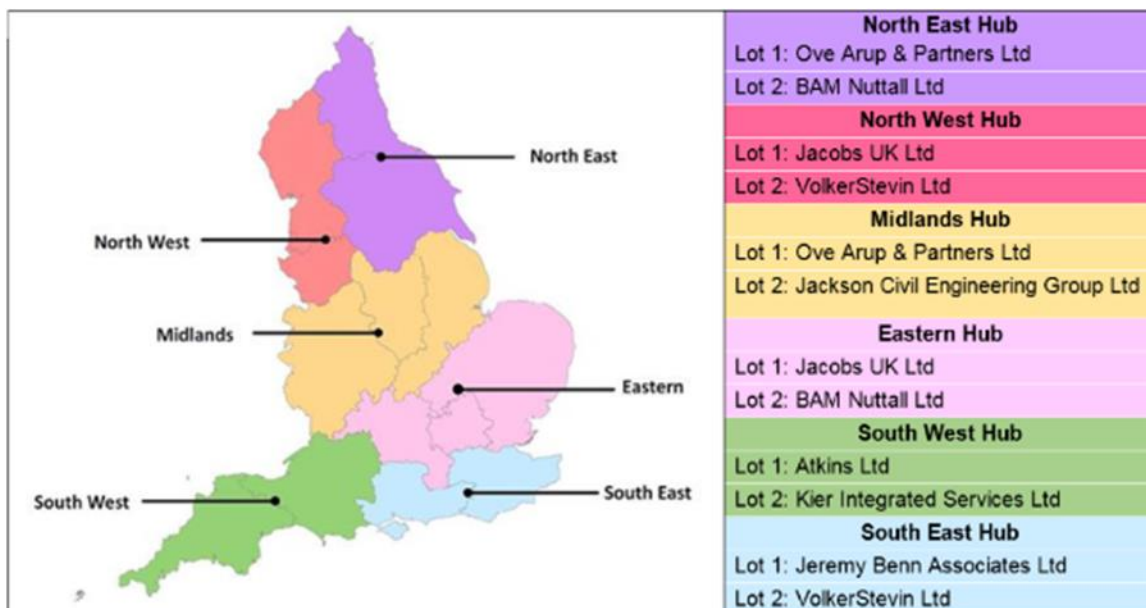 North East
North West
Midlands
Eastern
South West
South East
North East Hub
Lot 1: Ove Arup & Partners Ltd
Lot 2: BAM Nuttall Ltd
North West Hub
Lot 1: Jacobs UK Ltd
Lot 2: VolkerStevin Ltd
Midlands Hub
Lot 1: Ove Arup & Partners Ltd
Lot 2: Jackson Civil Engineering Group Ltd
Eastern Hub
Lot 1: Jacobs UK Ltd
Lot 2: BAM Nuttall Ltd
South West Hub
Lot 1: Atkins Ltd
Lot 2: Kier Integrated Services Ltd
South East Hub
Lot 1: Jeremy Benn Associates Ltd
Lot 2: VolkerStevin Ltd